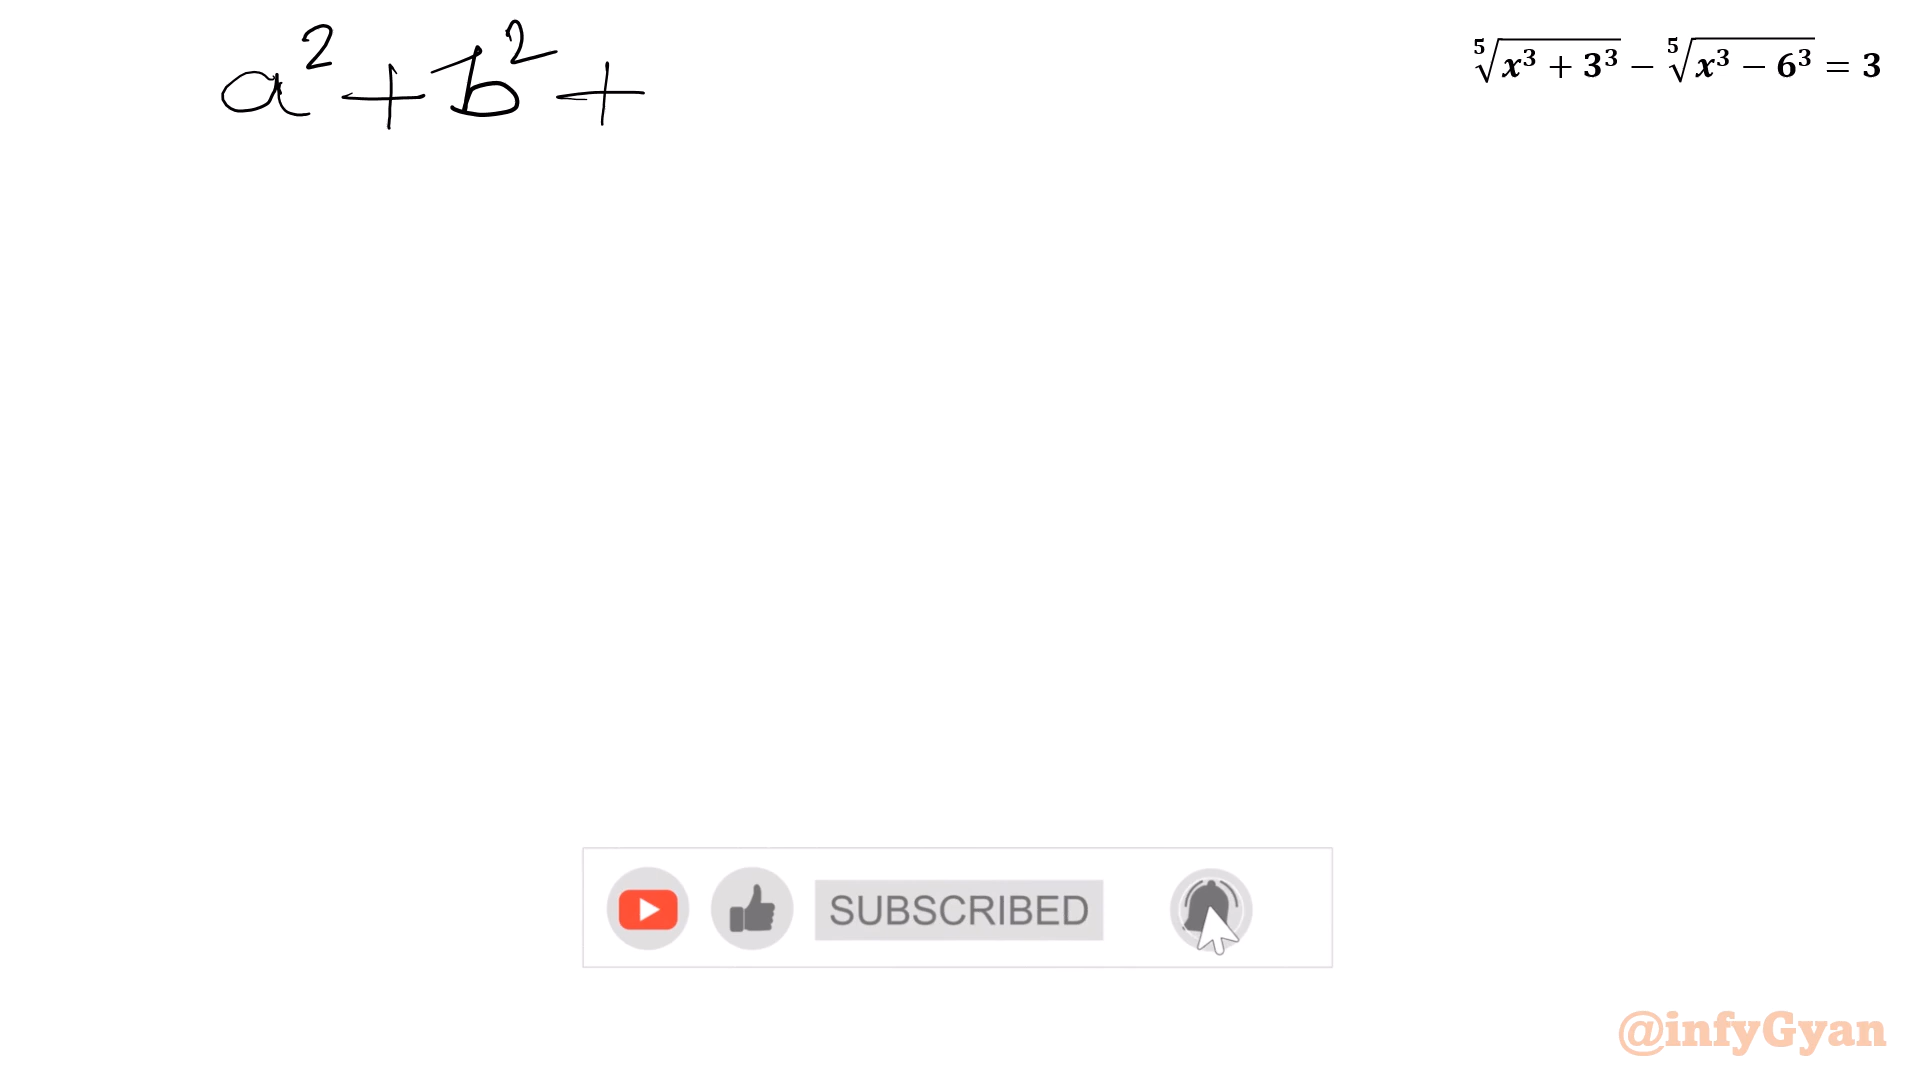 a² + b² +
⁵√(x³ + 3³) − ⁵√(x³ − 6³) = 3
SUBSCRIBED
@infyGyan